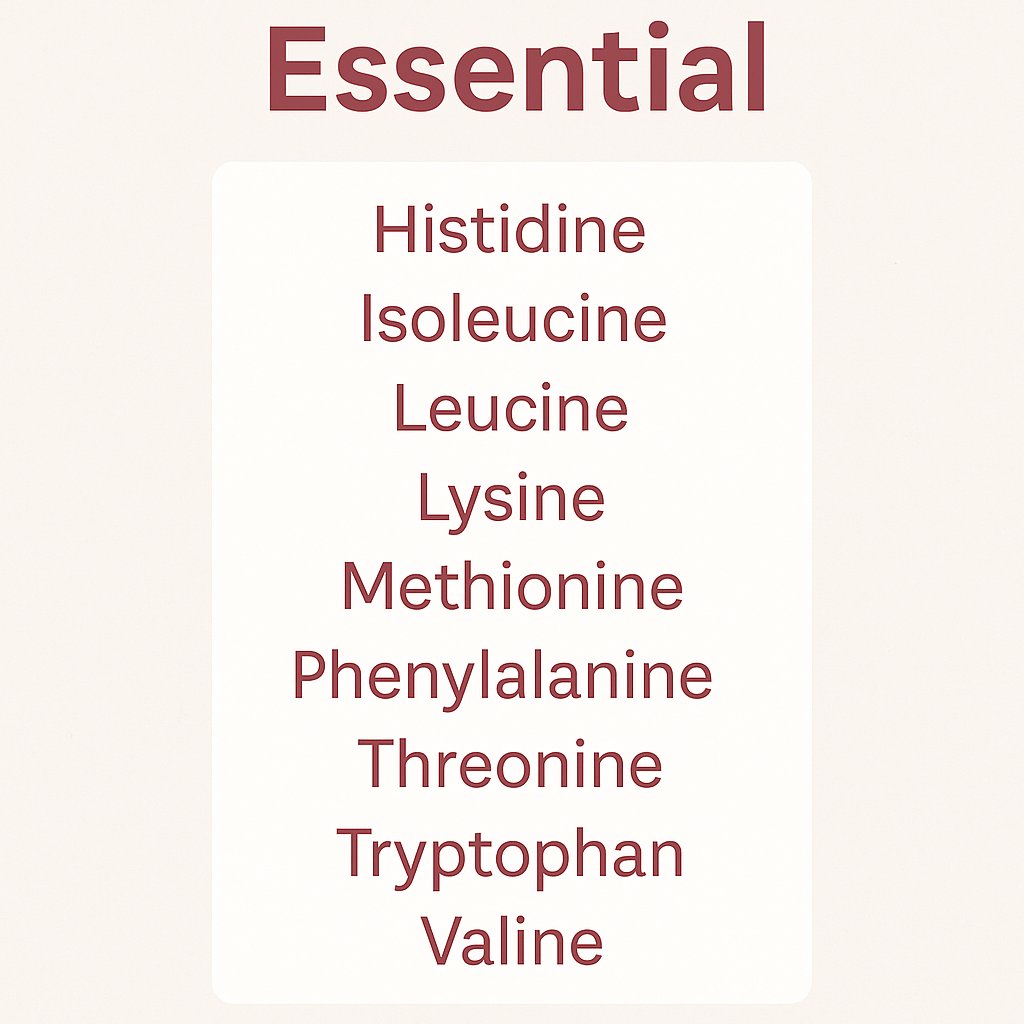 Essential
Histidine
Isoleucine
Leucine
Lysine
Methionine
Phenylalanine
Threonine
Tryptophan
Valine